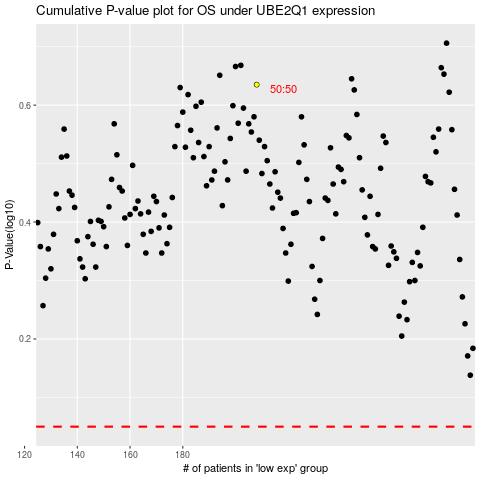 Cumulative P-value plot for OS under UBE2Q1 expression
P-Value(log10)
0.6
0.4
0.2
50:50
120 140 160 180
# of patients in 'low exp' group